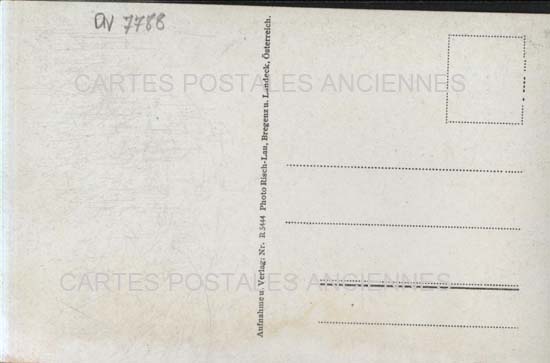 AV 7788
CARTES POSTALES ANCIENNES
Aufnahme u. Verlag: Nr. R 5444 Photo Risch-Lau, Bregenz u. Landeck, Österreich.
CARTES POSTALES ANCIENNES